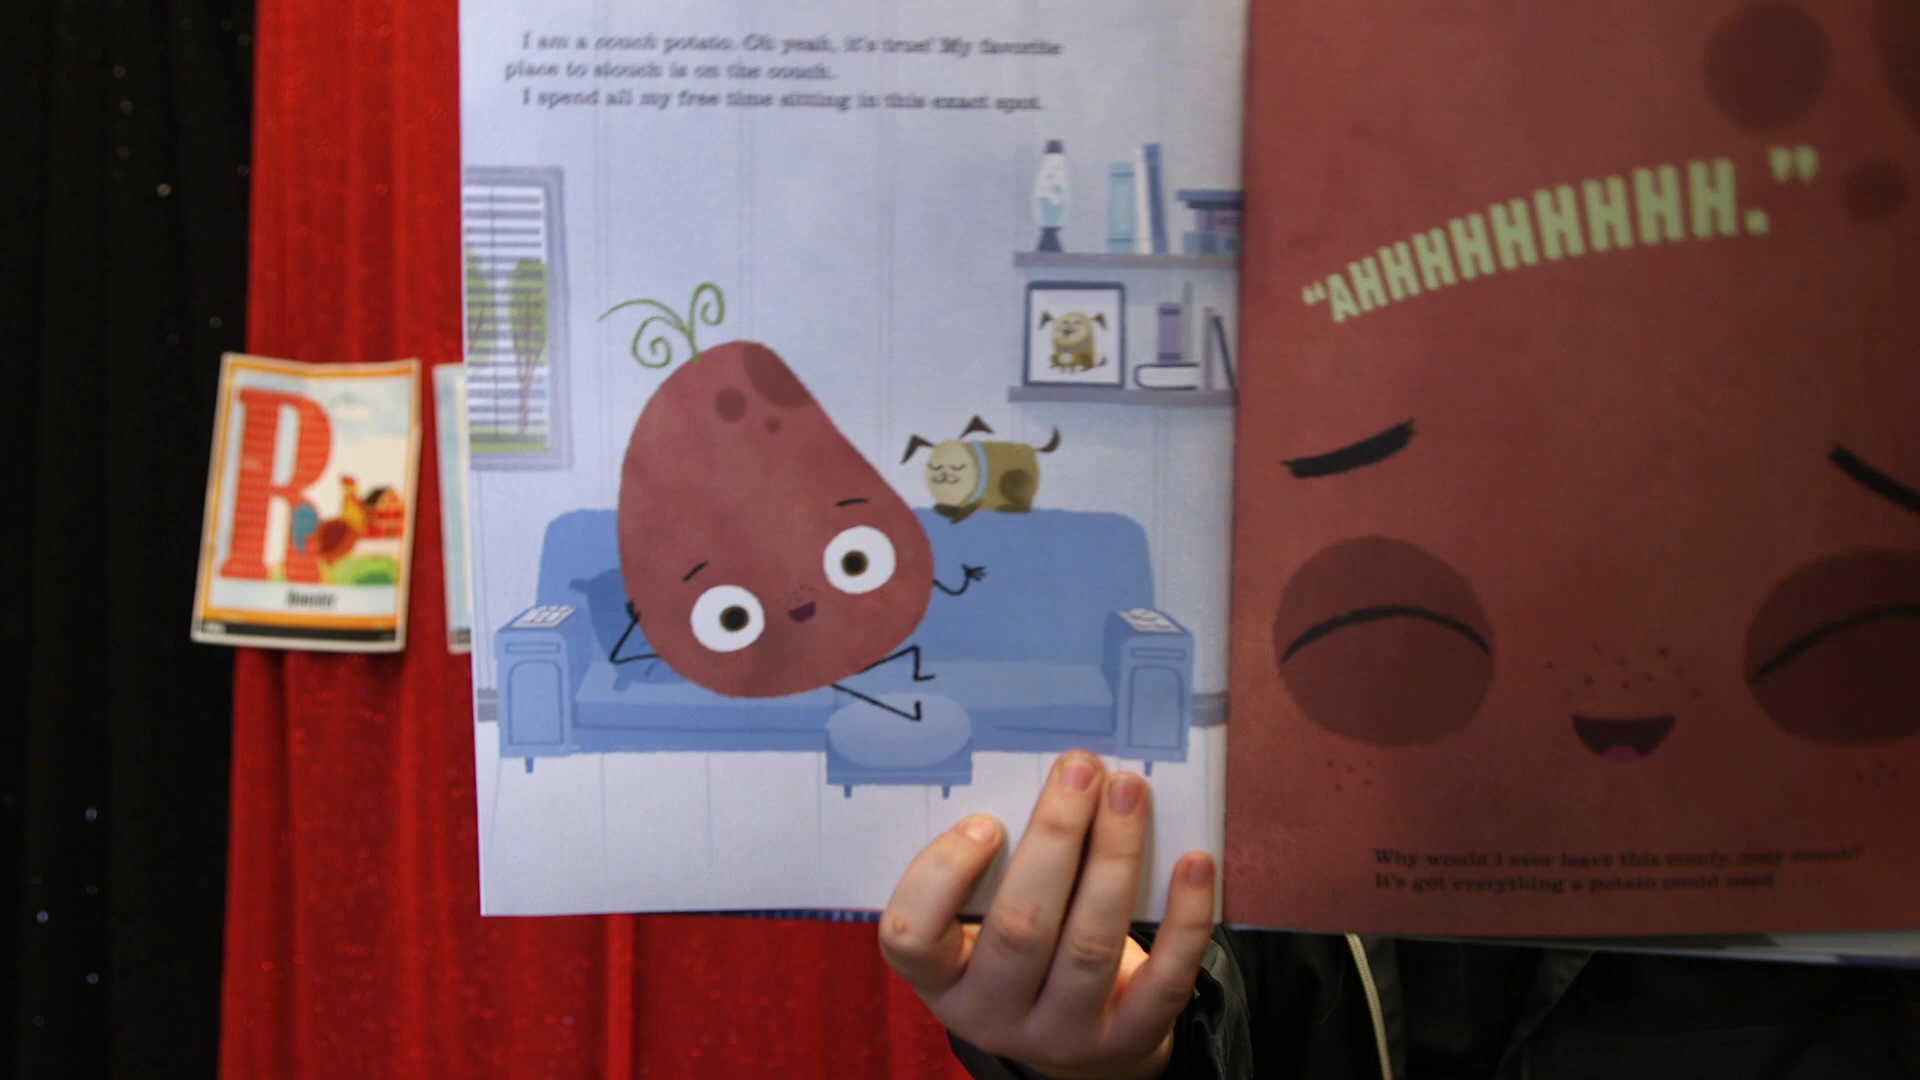 I am a couch potato. Oh yeah, it's true! My favorite
place to slouch is on the couch.
I spend all my free time sitting in this exact spot.
"AHHHHHHHHH."
Why would I ever leave this comfy, cozy couch?
It's got everything a potato could need . . . .
R
Rooster